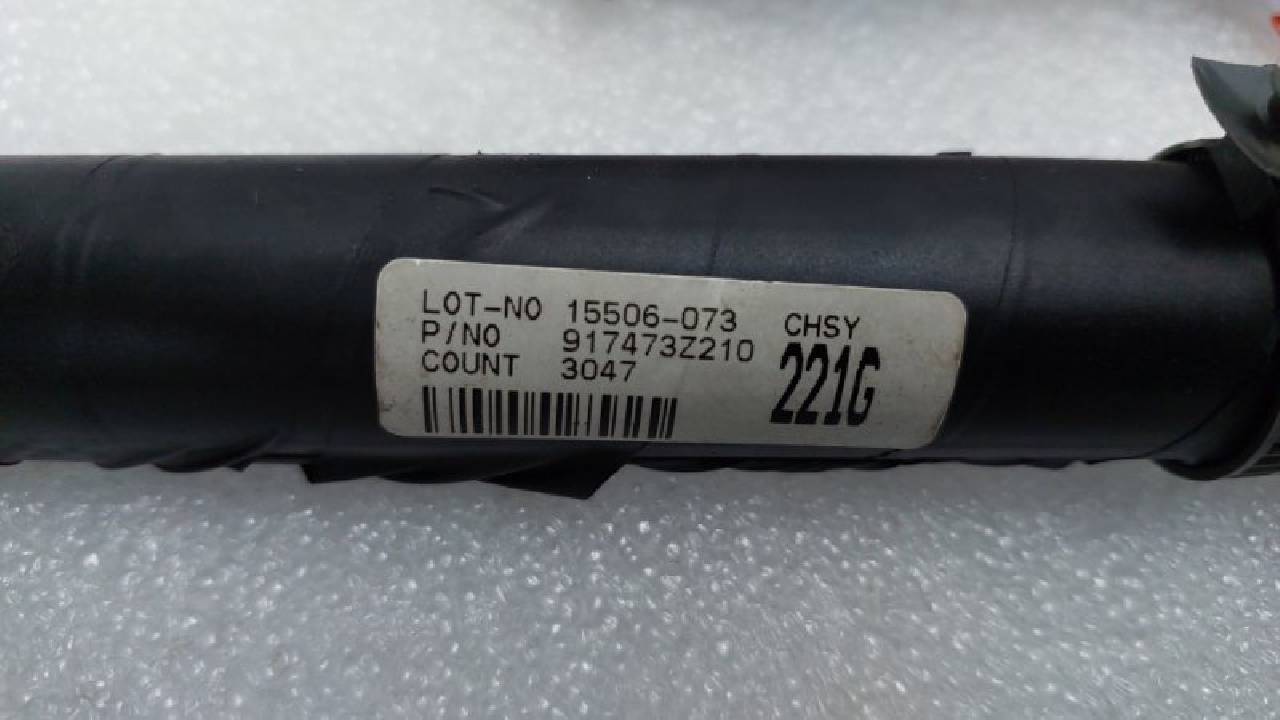 LOT-NO 15506-073 CHSY
P/NO 917473Z210 221G
COUNT 3047